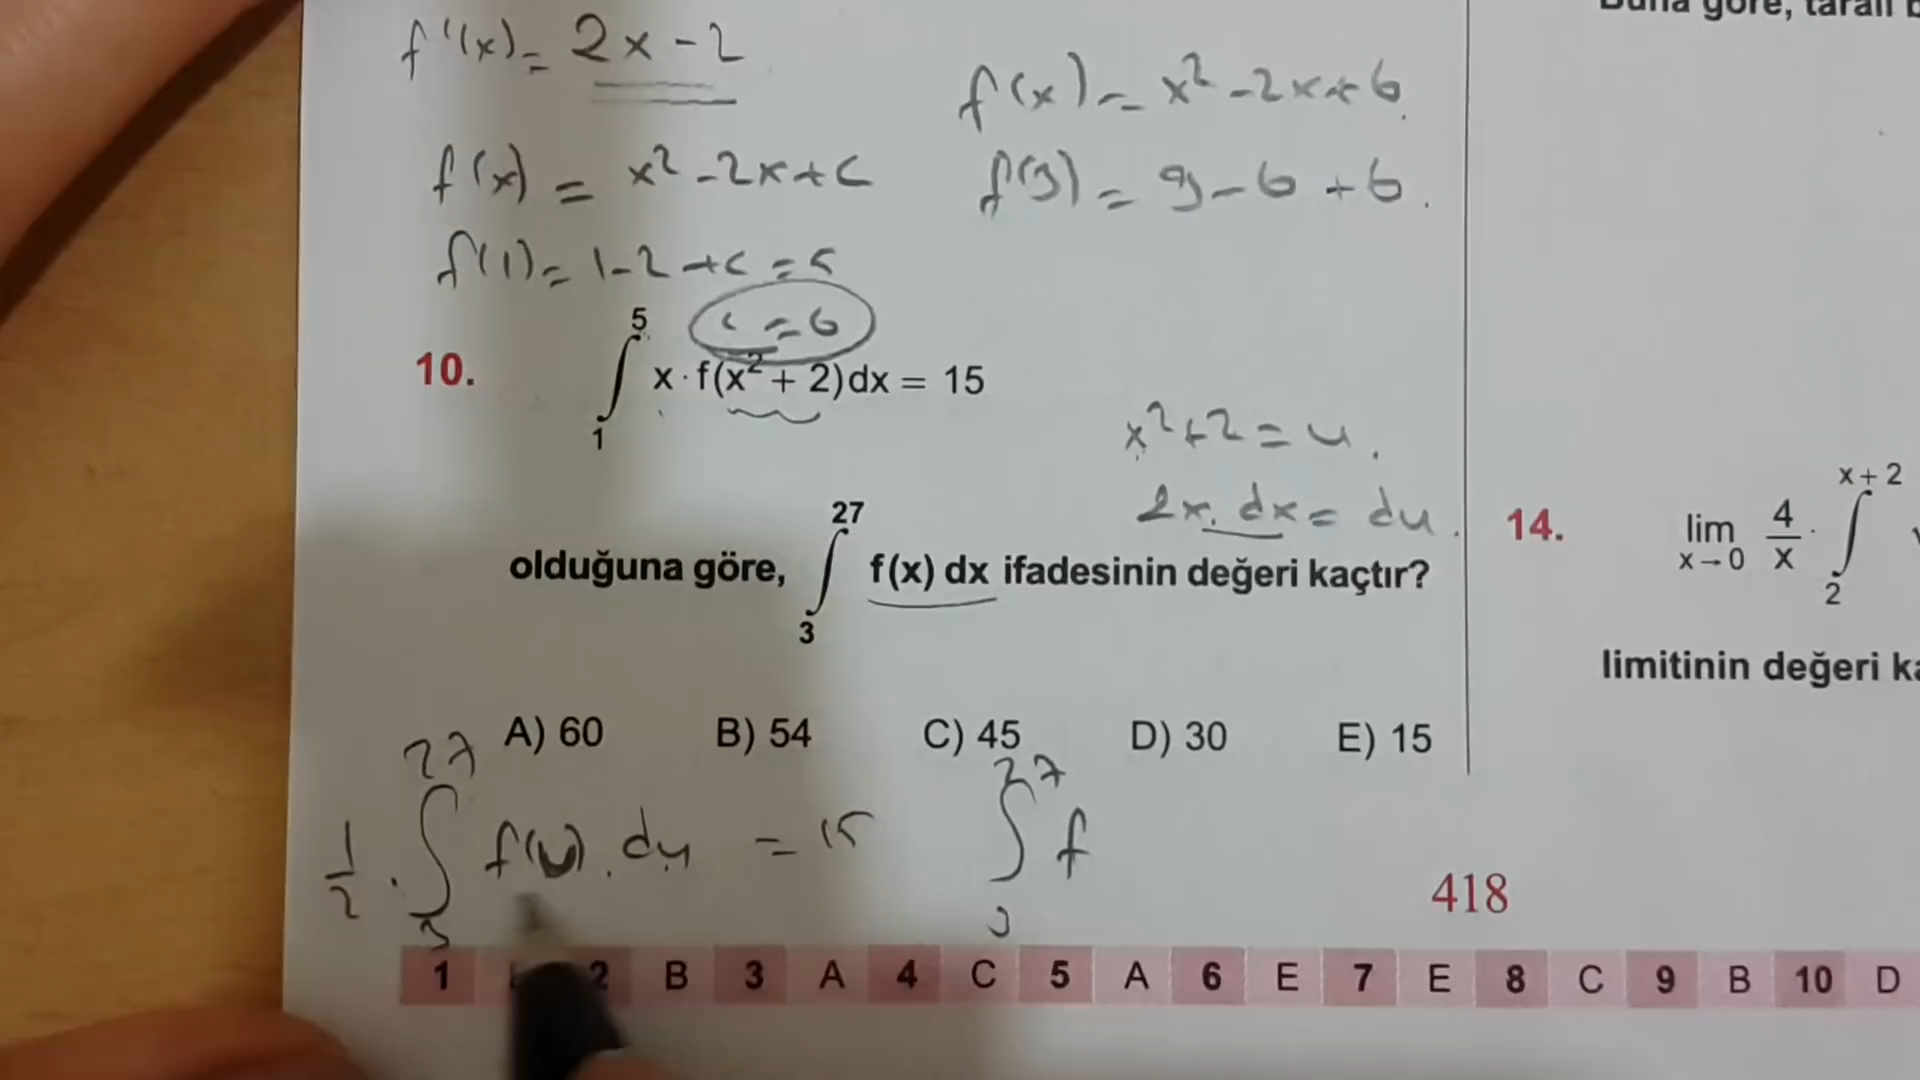 f'(x) = 2x - 2
f(x) = x² - 2x + c
f(1) = 1 - 2 + c = 5
c = 6
f(x) = x² - 2x + 6
f(3) = 9 - 6 + 6
10. ∫₁⁵ x · f(x² + 2) dx = 15
x² + 2 = u
2x. dx = du
olduğuna göre, ∫₃²⁷ f(x) dx ifadesinin değeri kaçtır?
A) 60 B) 54 C) 45 D) 30 E) 15
1/2 . ∫₃²⁷ f(u) . du = 15
∫₃²⁷ f
418
1 2 B 3 A 4 C 5 A 6 E 7 E 8 C 9 B 10 D
14. lim x→0 4/x · ∫₂ˣ⁺²
limitinin değeri